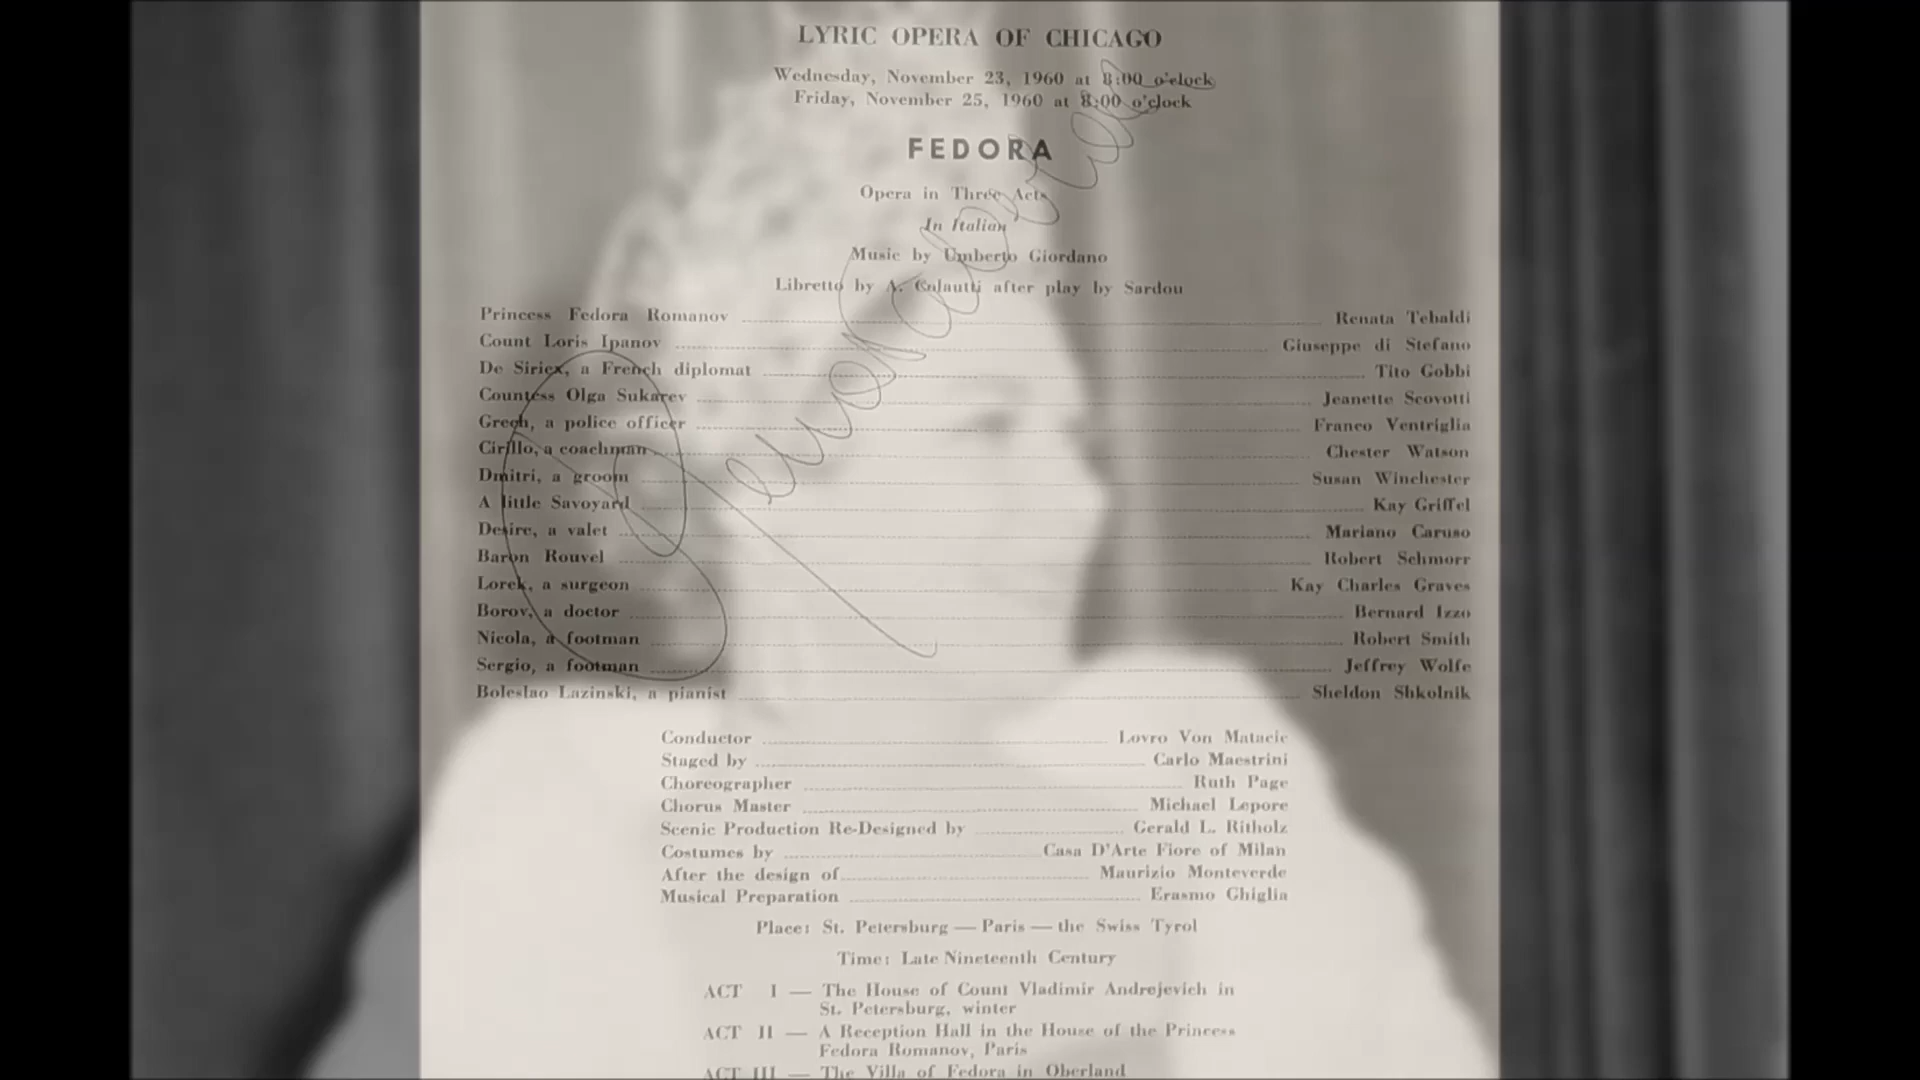 LYRIC OPERA OF CHICAGO
Wednesday, November 23, 1960 at 8:00 o'clock
Friday, November 25, 1960 at 8:00 o'clock
FEDORA
Opera in Three Acts
In Italian
Music by Umberto Giordano
Libretto by A. Colautti after play by Sardou
Princess Fedora Romanov Renata Tebaldi
Count Loris Ipanov Giuseppe di Stefano
De Siriex, a French diplomat Tito Gobbi
Countess Olga Sukarev Jeanette Scovotti
Grech, a police officer Franco Ventriglia
Cirillo, a coachman Chester Watson
Dmitri, a groom Susan Winchester
A little Savoyard Kay Griffel
Desire, a valet Mariano Caruso
Baron Rouvel Robert Schmorr
Lorek, a surgeon Kay Charles Graves
Borov, a doctor Bernard Izzo
Nicola, a footman Robert Smith
Sergio, a footman Jeffrey Wolfe
Boleslao Lazinski, a pianist Sheldon Shkolnik
Conductor Lovro Von Matacic
Staged by Carlo Maestrini
Choreographer Ruth Page
Chorus Master Michael Lepore
Scenic Production Re-Designed by Gerald L. Ritholz
Costumes by Casa D'Arte Fiore of Milan
After the design of Maurizio Monteverde
Musical Preparation Erasmo Ghiglia
Place: St. Petersburg — Paris — the Swiss Tyrol
Time: Late Nineteenth Century
ACT I — The House of Count Vladimir Andrejevich in
St. Petersburg, winter
ACT II — A Reception Hall in the House of the Princess
Fedora Romanov, Paris
ACT III — The Villa of Fedora in Oberland